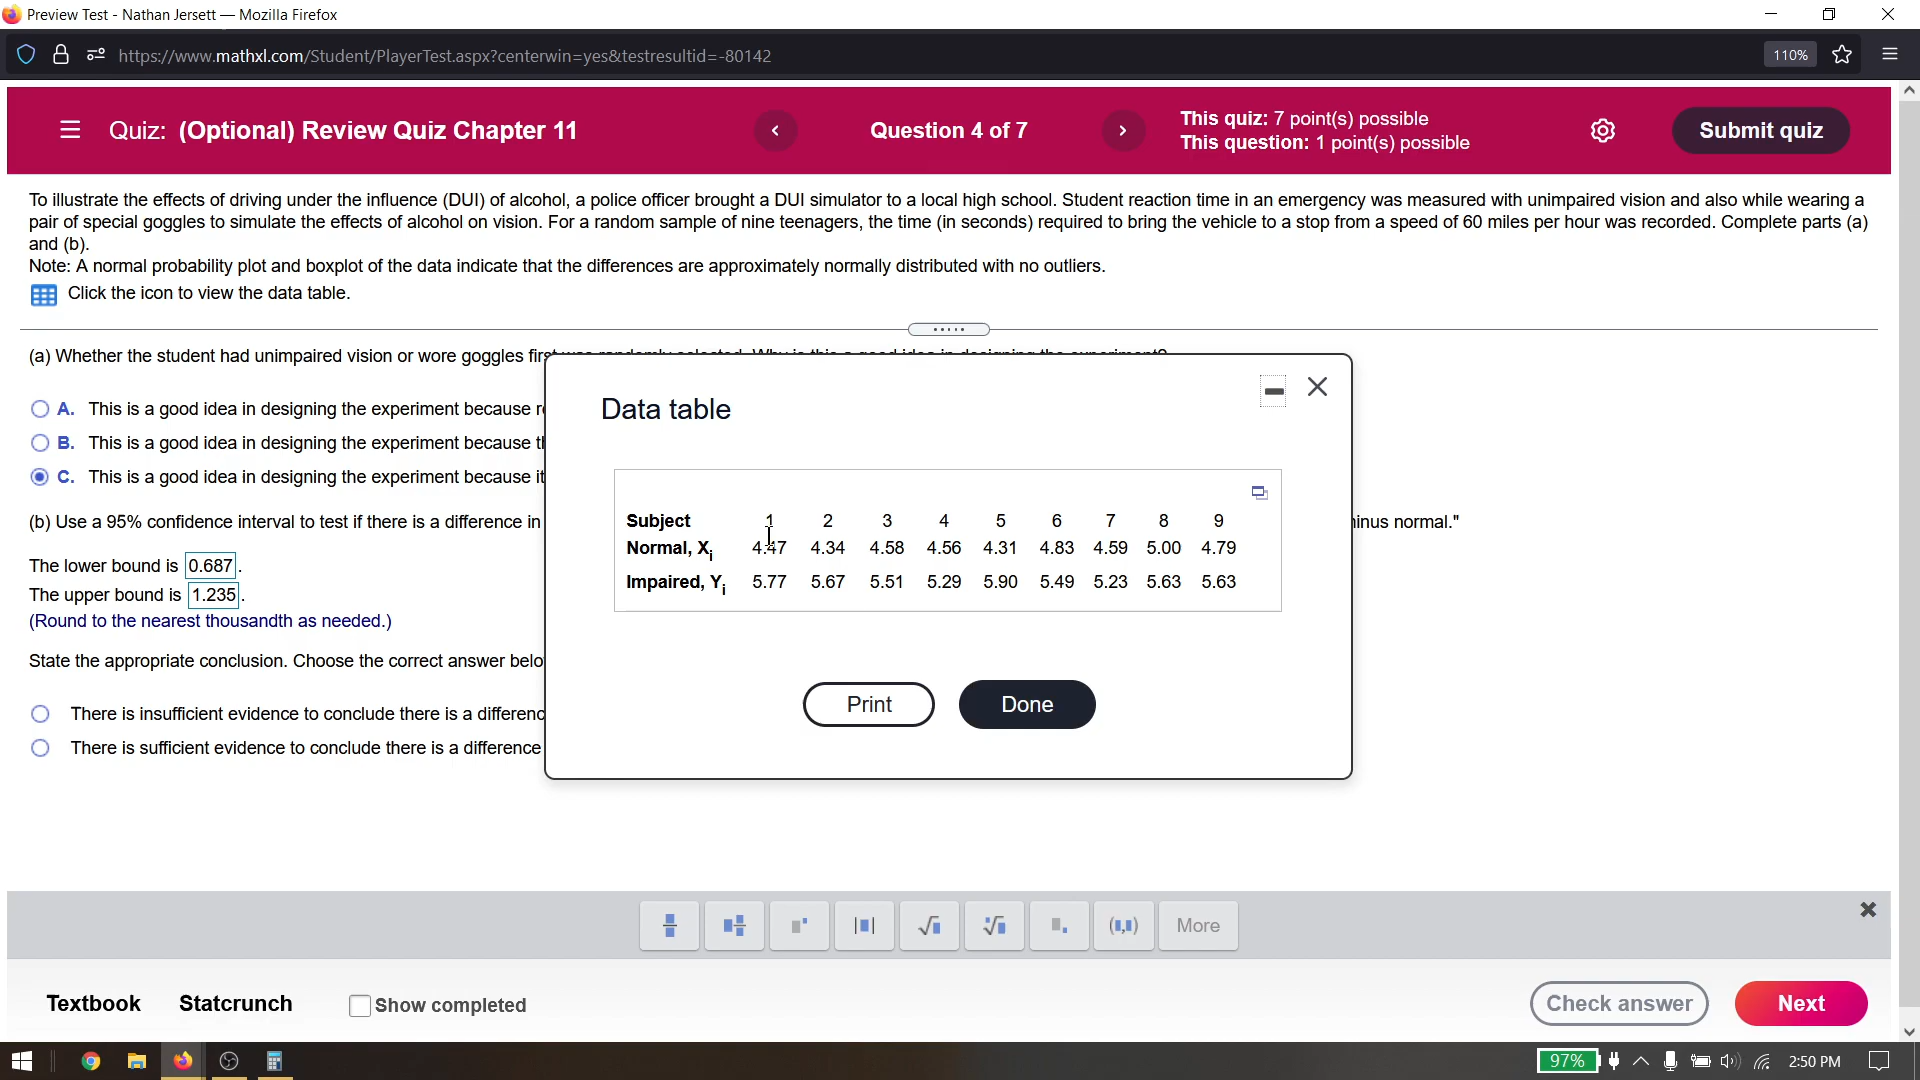 Preview Test - Nathan Jersett — Mozilla Firefox
https://www.mathxl.com/Student/PlayerTest.aspx?centerwin=yes&testresultid=-80142
110%
Quiz: (Optional) Review Quiz Chapter 11
Question 4 of 7
This quiz: 7 point(s) possible
This question: 1 point(s) possible
Submit quiz
To illustrate the effects of driving under the influence (DUI) of alcohol, a police officer brought a DUI simulator to a local high school. Student reaction time in an emergency was measured with unimpaired vision and also while wearing a
pair of special goggles to simulate the effects of alcohol on vision. For a random sample of nine teenagers, the time (in seconds) required to bring the vehicle to a stop from a speed of 60 miles per hour was recorded. Complete parts (a)
and (b).
Note: A normal probability plot and boxplot of the data indicate that the differences are approximately normally distributed with no outliers.
Click the icon to view the data table.
(a) Whether the student had unimpaired vision or wore goggles
A. This is a good idea in designing the experiment because
B. This is a good idea in designing the experiment because
C. This is a good idea in designing the experiment because it
(b) Use a 95% confidence interval to test if there is a difference in
minus normal."
The lower bound is 0.687.
The upper bound is 1.235.
(Round to the nearest thousandth as needed.)
State the appropriate conclusion. Choose the correct answer
There is insufficient evidence to conclude there is a
There is sufficient evidence to conclude there is a difference
Data table
Subject 1 2 3 4 5 6 7 8 9
Normal, Xi 4.47 4.34 4.58 4.56 4.31 4.83 4.59 5.00 4.79
Impaired, Yi 5.77 5.67 5.51 5.29 5.90 5.49 5.23 5.63 5.63
Print
Done
More
Textbook
Statcrunch
Show completed
Check answer
Next
97%
2:50 PM